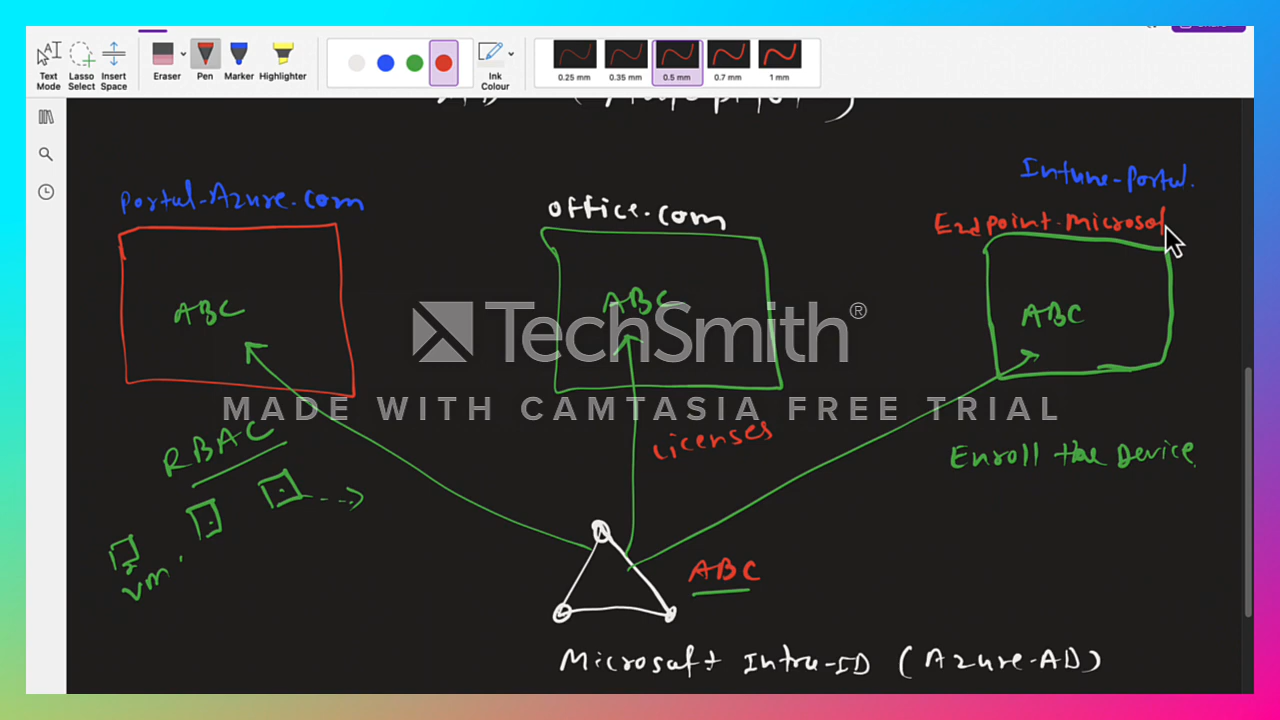 Text Mode
Lasso Select
Insert Space
Eraser
Pen
Marker
Highlighter
Ink Colour
0.25 mm
0.35 mm
0.5 mm
0.7 mm
1 mm
Intune-Portal.
Portal-Azure.com
office.com
Endpoint-Microsof
ABC
ABC
ABC
TechSmith®
MADE WITH CAMTASIA FREE TRIAL
RBAC
Licenses
Enroll the Device
vm
ABC
Microsoft Intra-ID (Azure-AD)